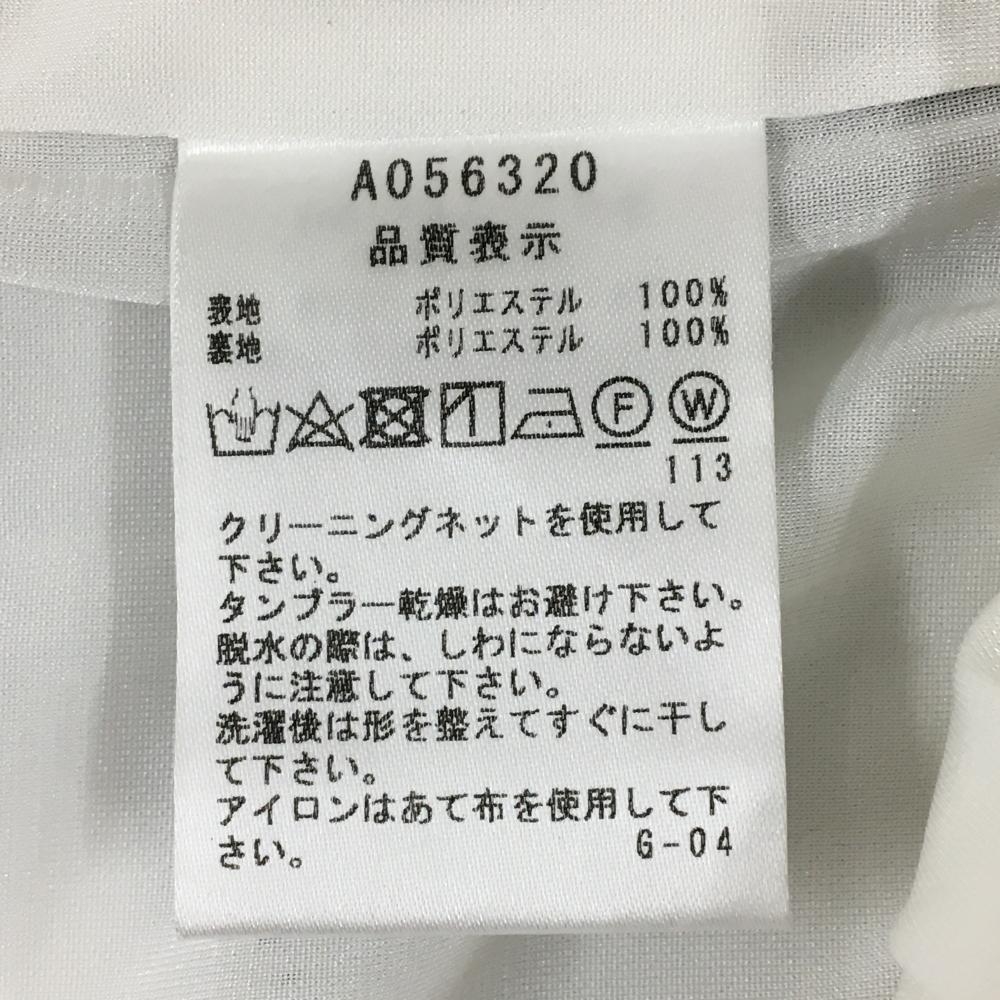 A056320
品質表示
表地 ポリエステル 100%
裏地 ポリエステル 100%
F W
113
クリーニングネットを使用して
下さい。
タンブラー乾燥はお避け下さい。
脱水の際は、しわにならないよ
うに注意して下さい。
洗濯後は形を整えてすぐに干し
て下さい。
アイロンはあて布を使用して下
さい。 G-04